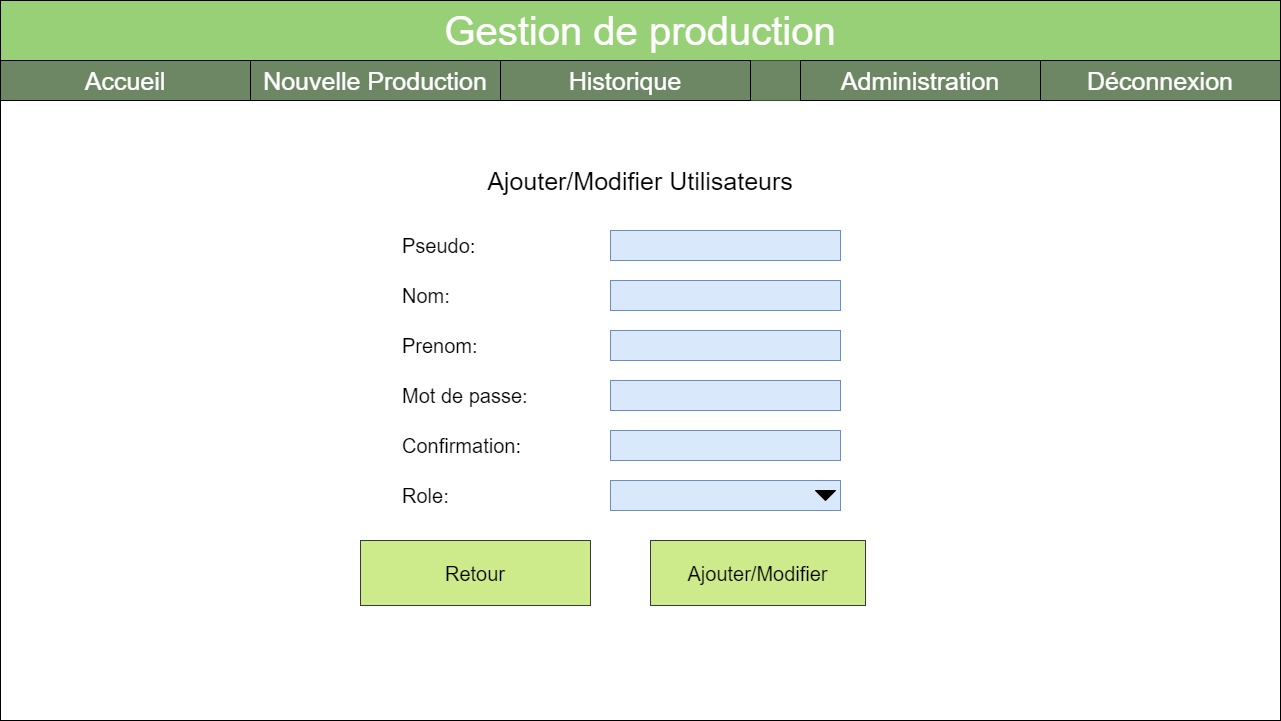 Gestion de production
Accueil Nouvelle Production Historique Administration Déconnexion
Ajouter/Modifier Utilisateurs
Pseudo:
Nom:
Prenom:
Mot de passe:
Confirmation:
Role:
Retour Ajouter/Modifier